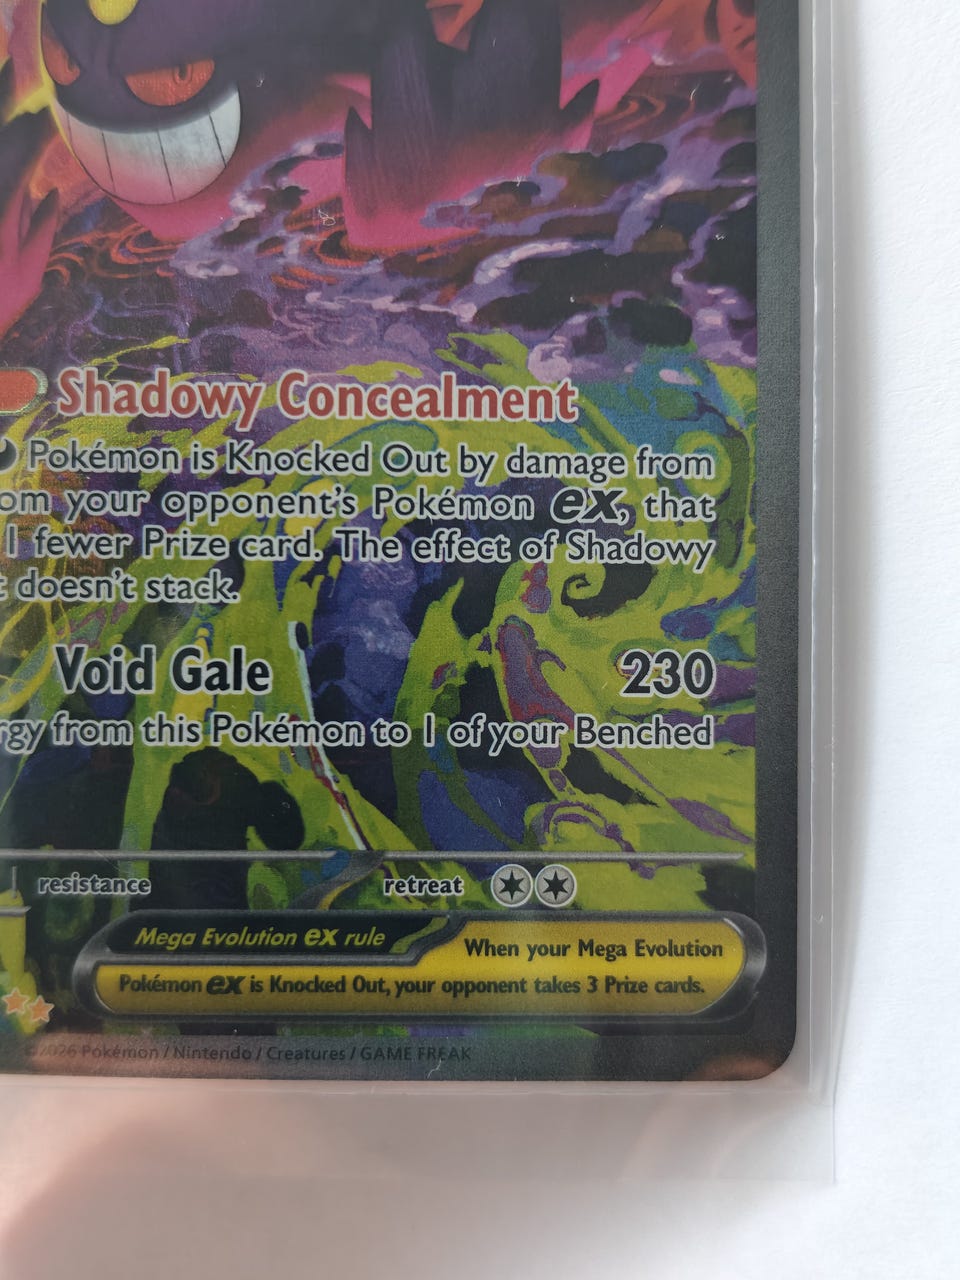 Shadowy Concealment
Pokémon is Knocked Out by damage from
om your opponent's Pokémon ex, that
1 fewer Prize card. The effect of Shadowy
t doesn't stack.
Void Gale 230
rgy from this Pokémon to 1 of your Benched
resistance retreat
Mega Evolution ex rule When your Mega Evolution
Pokémon ex is Knocked Out, your opponent takes 3 Prize cards.
©2026 Pokémon / Nintendo / Creatures / GAME FREAK